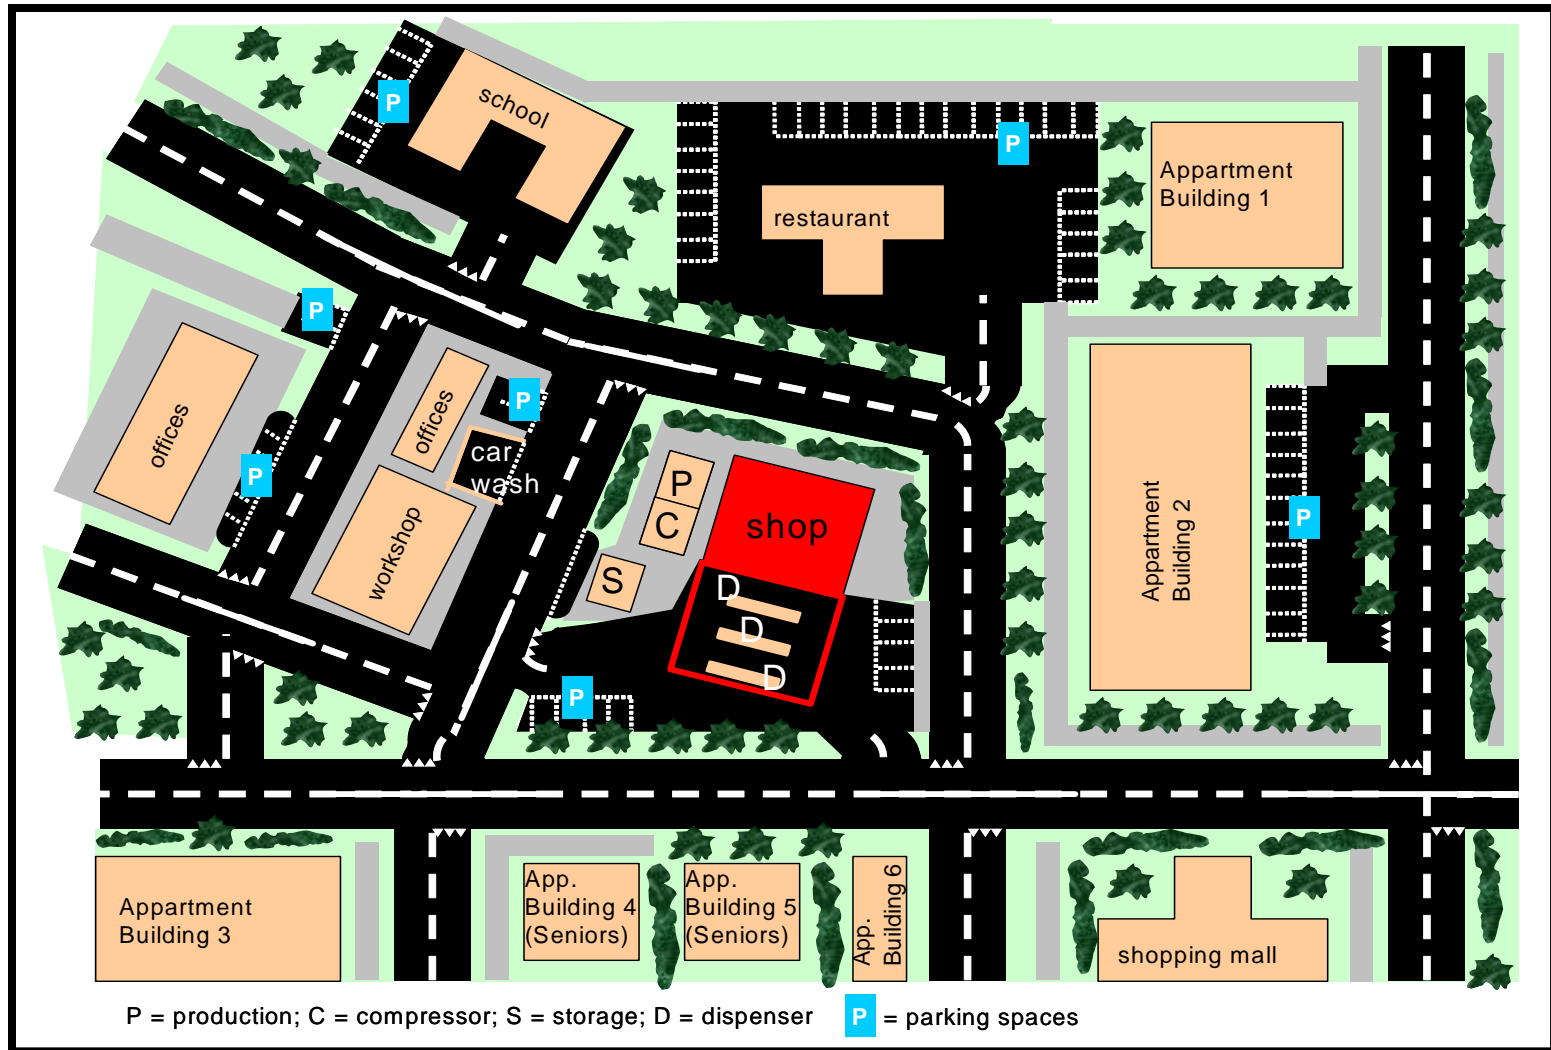 P
school
P
Appartment
Building 1
restaurant
P
offices
offices
P
car
wash
P
P
C
shop
workshop
S
D
D
D
P
Appartment
Building 2
P
P
Appartment
Building 3
App.
Building 4
(Seniors)
App.
Building 5
(Seniors)
App.
Building 6
shopping mall
P = production; C = compressor; S = storage; D = dispenser
P = parking spaces